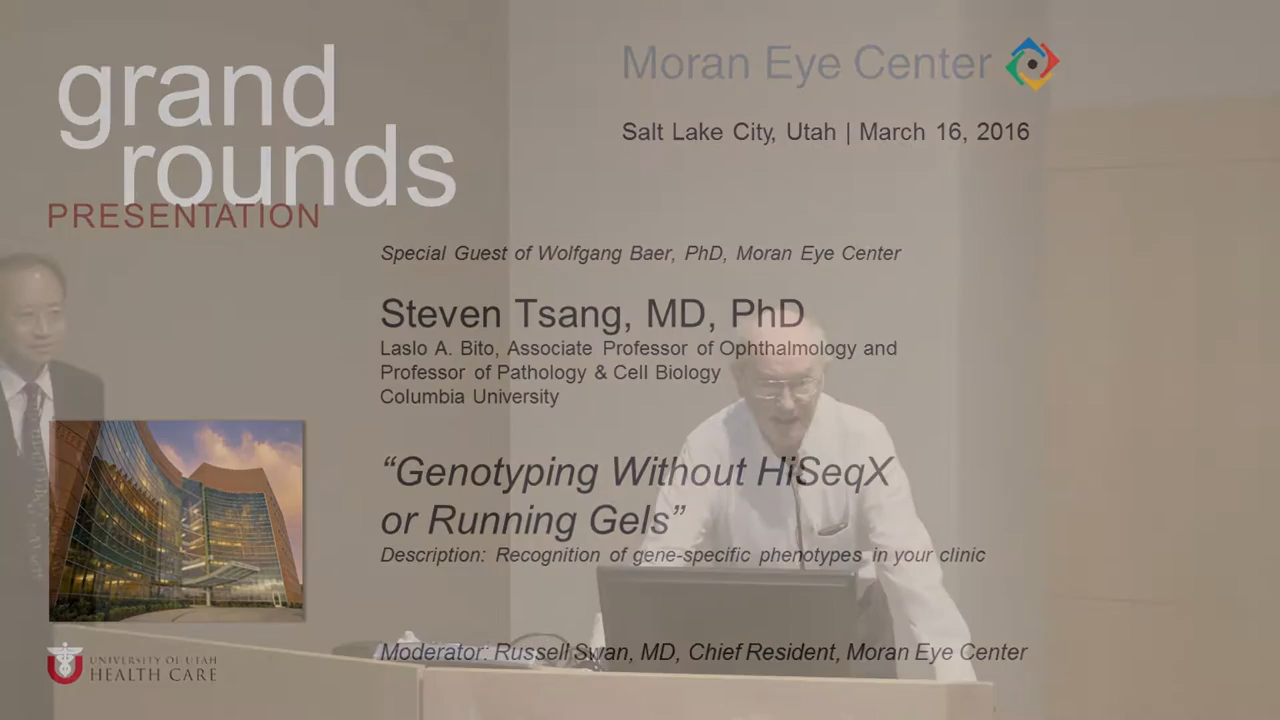 grand
rounds
PRESENTATION
Moran Eye Center
Salt Lake City, Utah | March 16, 2016
Special Guest of Wolfgang Baer, PhD, Moran Eye Center
Steven Tsang, MD, PhD
Laslo A. Bito, Associate Professor of Ophthalmology and
Professor of Pathology & Cell Biology
Columbia University
“Genotyping Without HiSeqX
or Running Gels”
Description: Recognition of gene-specific phenotypes in your clinic
Moderator: Russell Swan, MD, Chief Resident, Moran Eye Center
UNIVERSITY OF UTAH
HEALTH CARE